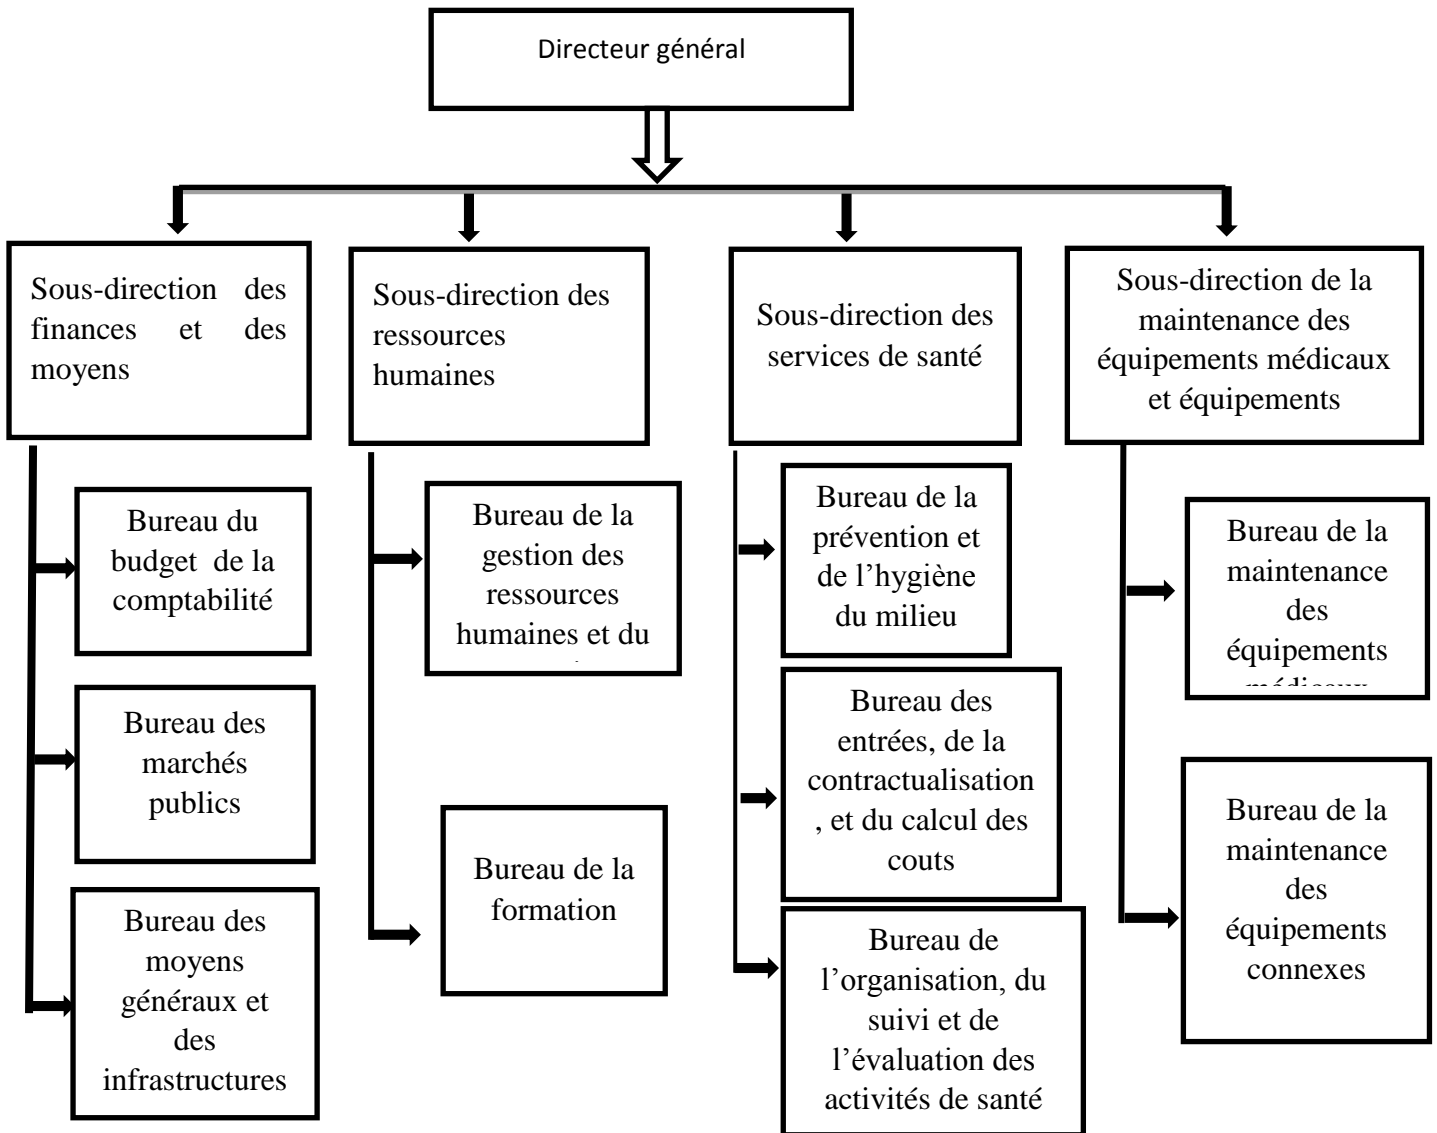 Directeur général
Sous-direction des
finances et des
moyens
Sous-direction des
ressources
humaines
Sous-direction des
services de santé
Sous-direction de la
maintenance des
équipements médicaux
et équipements
Bureau du
budget de la
comptabilité
Bureau des
marchés
publics
Bureau des
moyens
généraux et
des
infrastructures
Bureau de la
gestion des
ressources
humaines et du
Bureau de la
formation
Bureau de la
prévention et
de l’hygiène
du milieu
Bureau des
entrées, de la
contractualisation
, et du calcul des
couts
Bureau de
l’organisation, du
suivi et de
l’évaluation des
activités de santé
Bureau de la
maintenance
des
équipements
médicaux
Bureau de la
maintenance
des
équipements
connexes